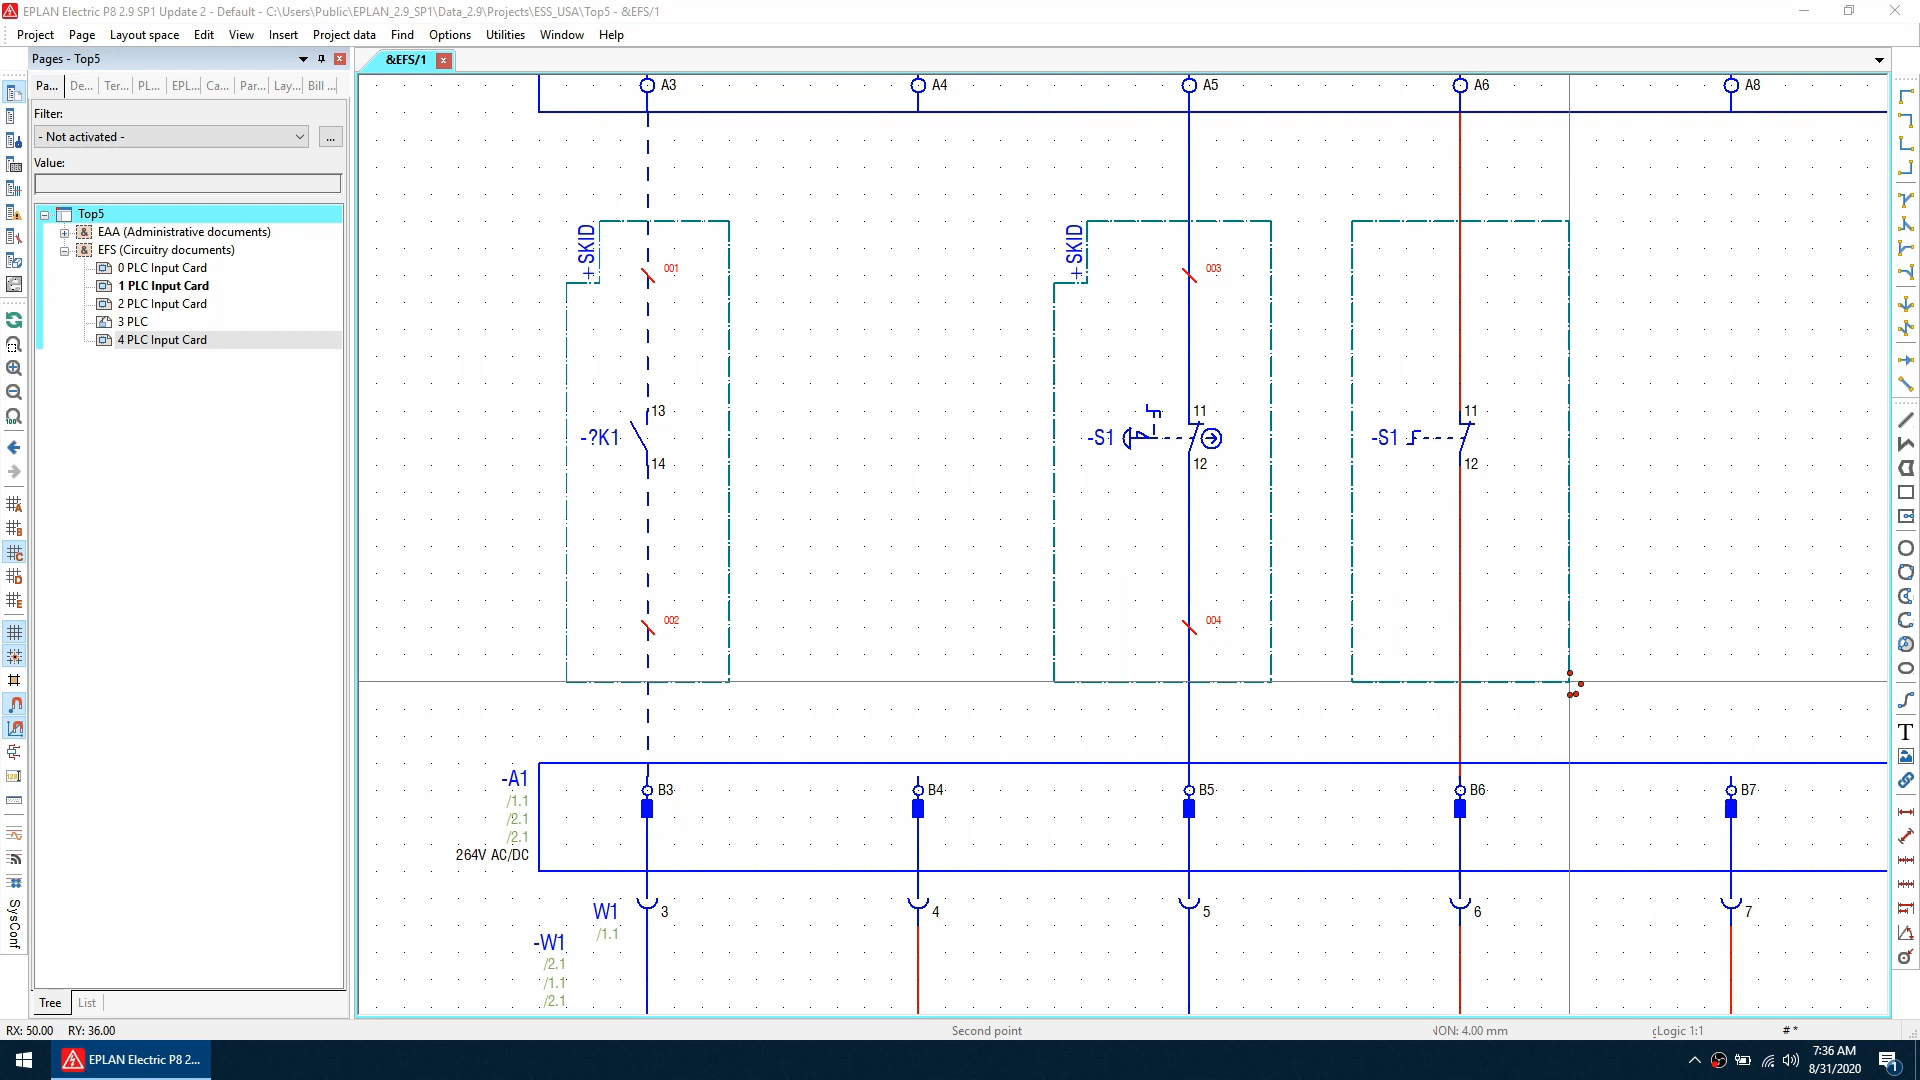 EPLAN Electric P8 2.9 SP1 Update 2 - Default - C:\Users\Public\EPLAN_2.9_SP1\Data_2.9\Projects\ESS_USA\Top5 - &EFS/1
Project Page Layout space Edit View Insert Project data Find Options Utilities Window Help
Pages - Top5
&EFS/1
Pa... De... Ter... PL... EPL... Ca... Par... Lay... Bill ...
Filter:
- Not activated -
...
Value:
Top5
EAA (Administrative documents)
EFS (Circuitry documents)
0 PLC Input Card
1 PLC Input Card
2 PLC Input Card
3 PLC
4 PLC Input Card
A3 A4 A5 A6 A8
+SKID
+SKID
001
003
-?K1
13
14
-S1
11
12
-S1
11
12
002
004
-A1
/1.1
/2.1
/2.1
264V AC/DC
B3 B4 B5 B6 B7
W1
/1.1
3 4 5 6 7
-W1
/2.1
/1.1
/2.1
SysConf
A
B
C
D
E
100
T
Tree List
RX: 50.00 RY: 36.00
Second point
ON: 4.00 mm
Logic 1:1
# *
EPLAN Electric P8 2...
7:36 AM
8/31/2020
1